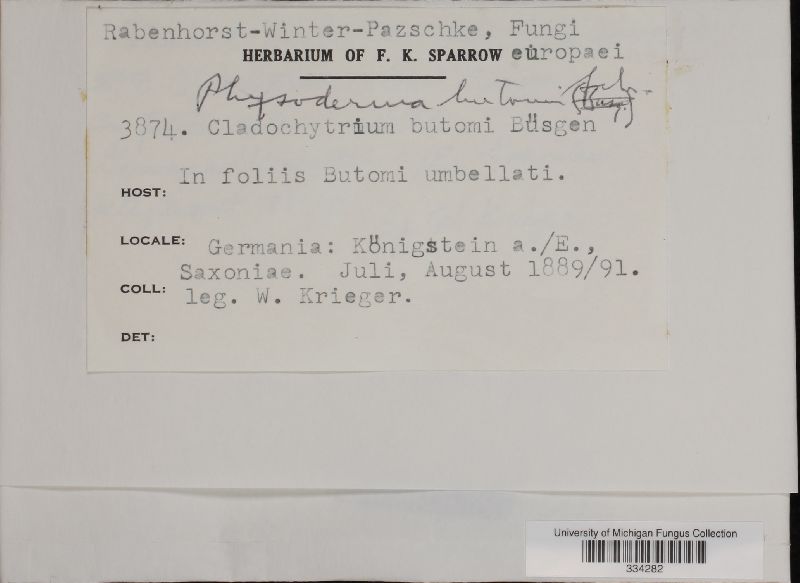 Rabenhorst-Winter-Pazschke, Fungi
HERBARIUM OF F. K. SPARROW europaei
Physoderma butomi
3874. Cladochytrium butomi Büsgen
In foliis Butomi umbellati.
HOST:
LOCALE: Germania: Königstein a./E.,
Saxoniae. Juli, August 1889/91.
COLL: leg. W. Krieger.
DET:
University of Michigan Fungus Collection
334282